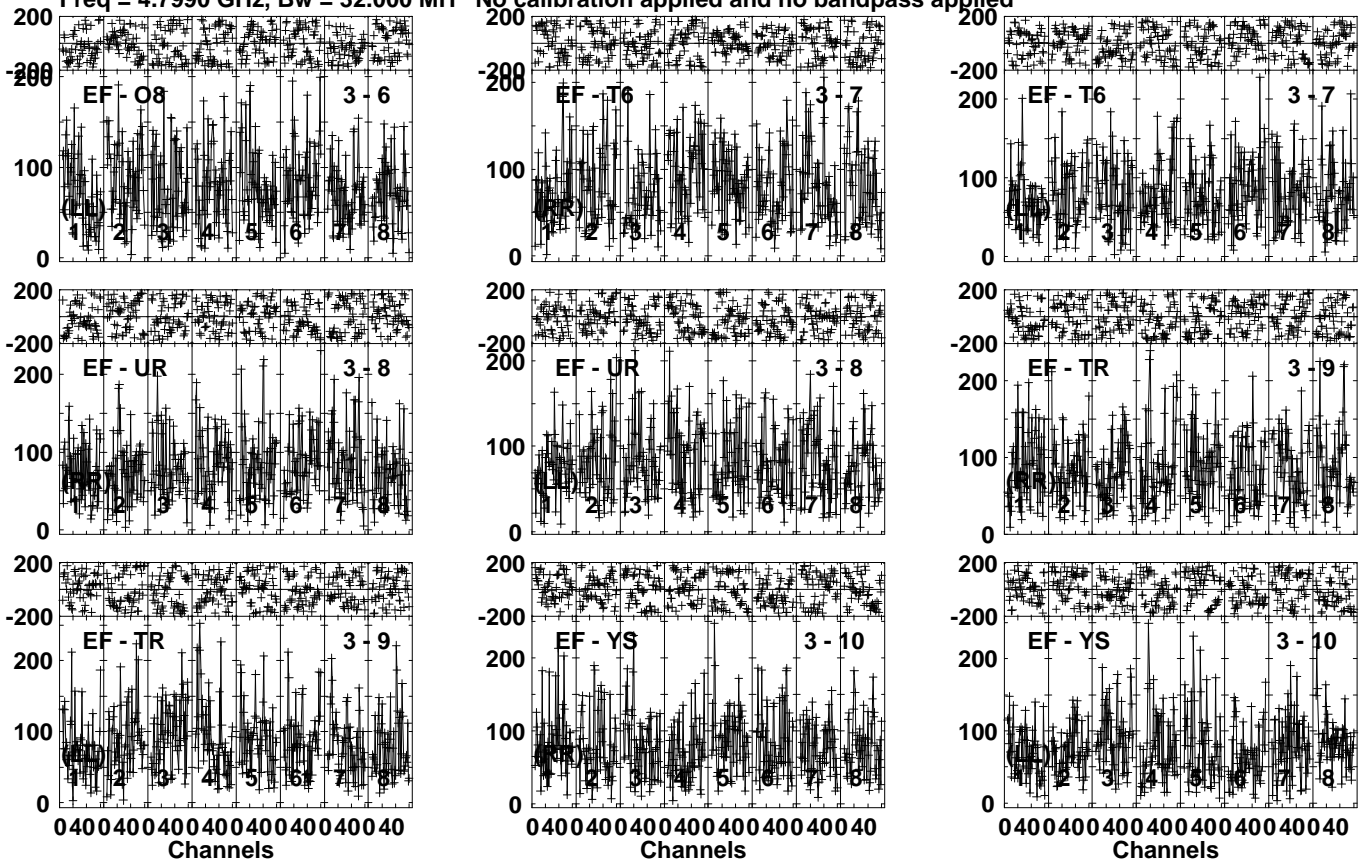 Freq = 4.7990 GHz, Bw = 32.000 MH No calibration applied and no bandpass applied
200 200 200
-200 -200 -200
200 200
EF - O8 3 - 6 EF - T6 3 - 7 EF - T6 3 - 7
200
100 100 100
(LL) (RR) (LL)
1 2 3 4 5 6 7 8 1 2 3 4 5 6 7 8 1 2 3 4 5 6 7 8
0 0 0
200 200 200
-200 -200 -200
EF - UR 3 - 8 EF - UR 3 - 8 EF - TR 3 - 9
200 200 200
100 100 100
(RR) (LL) (RR)
1 2 3 4 5 6 7 8 1 2 3 4 5 6 7 8 1 2 3 4 5 6 7 8
0 0 0
200 200 200
-200 -200 -200
EF - TR 3 - 9 EF - YS 3 - 10 EF - YS 3 - 10
200 200 200
100 100 100
(LL) (RR) (LL)
1 2 3 4 5 6 7 8 1 2 3 4 5 6 7 8 1 2 3 4 5 6 7 8
0 0 0
0 40 0 40 0 40 0 40 0 40 0 40 0 40 0 40 0 40 0 40 0 40 0 40 0 40 0 40 0 40 0 40 0 40 0 40 0 40 0 40 0 40 0 40 0 40 0 40
Channels Channels Channels